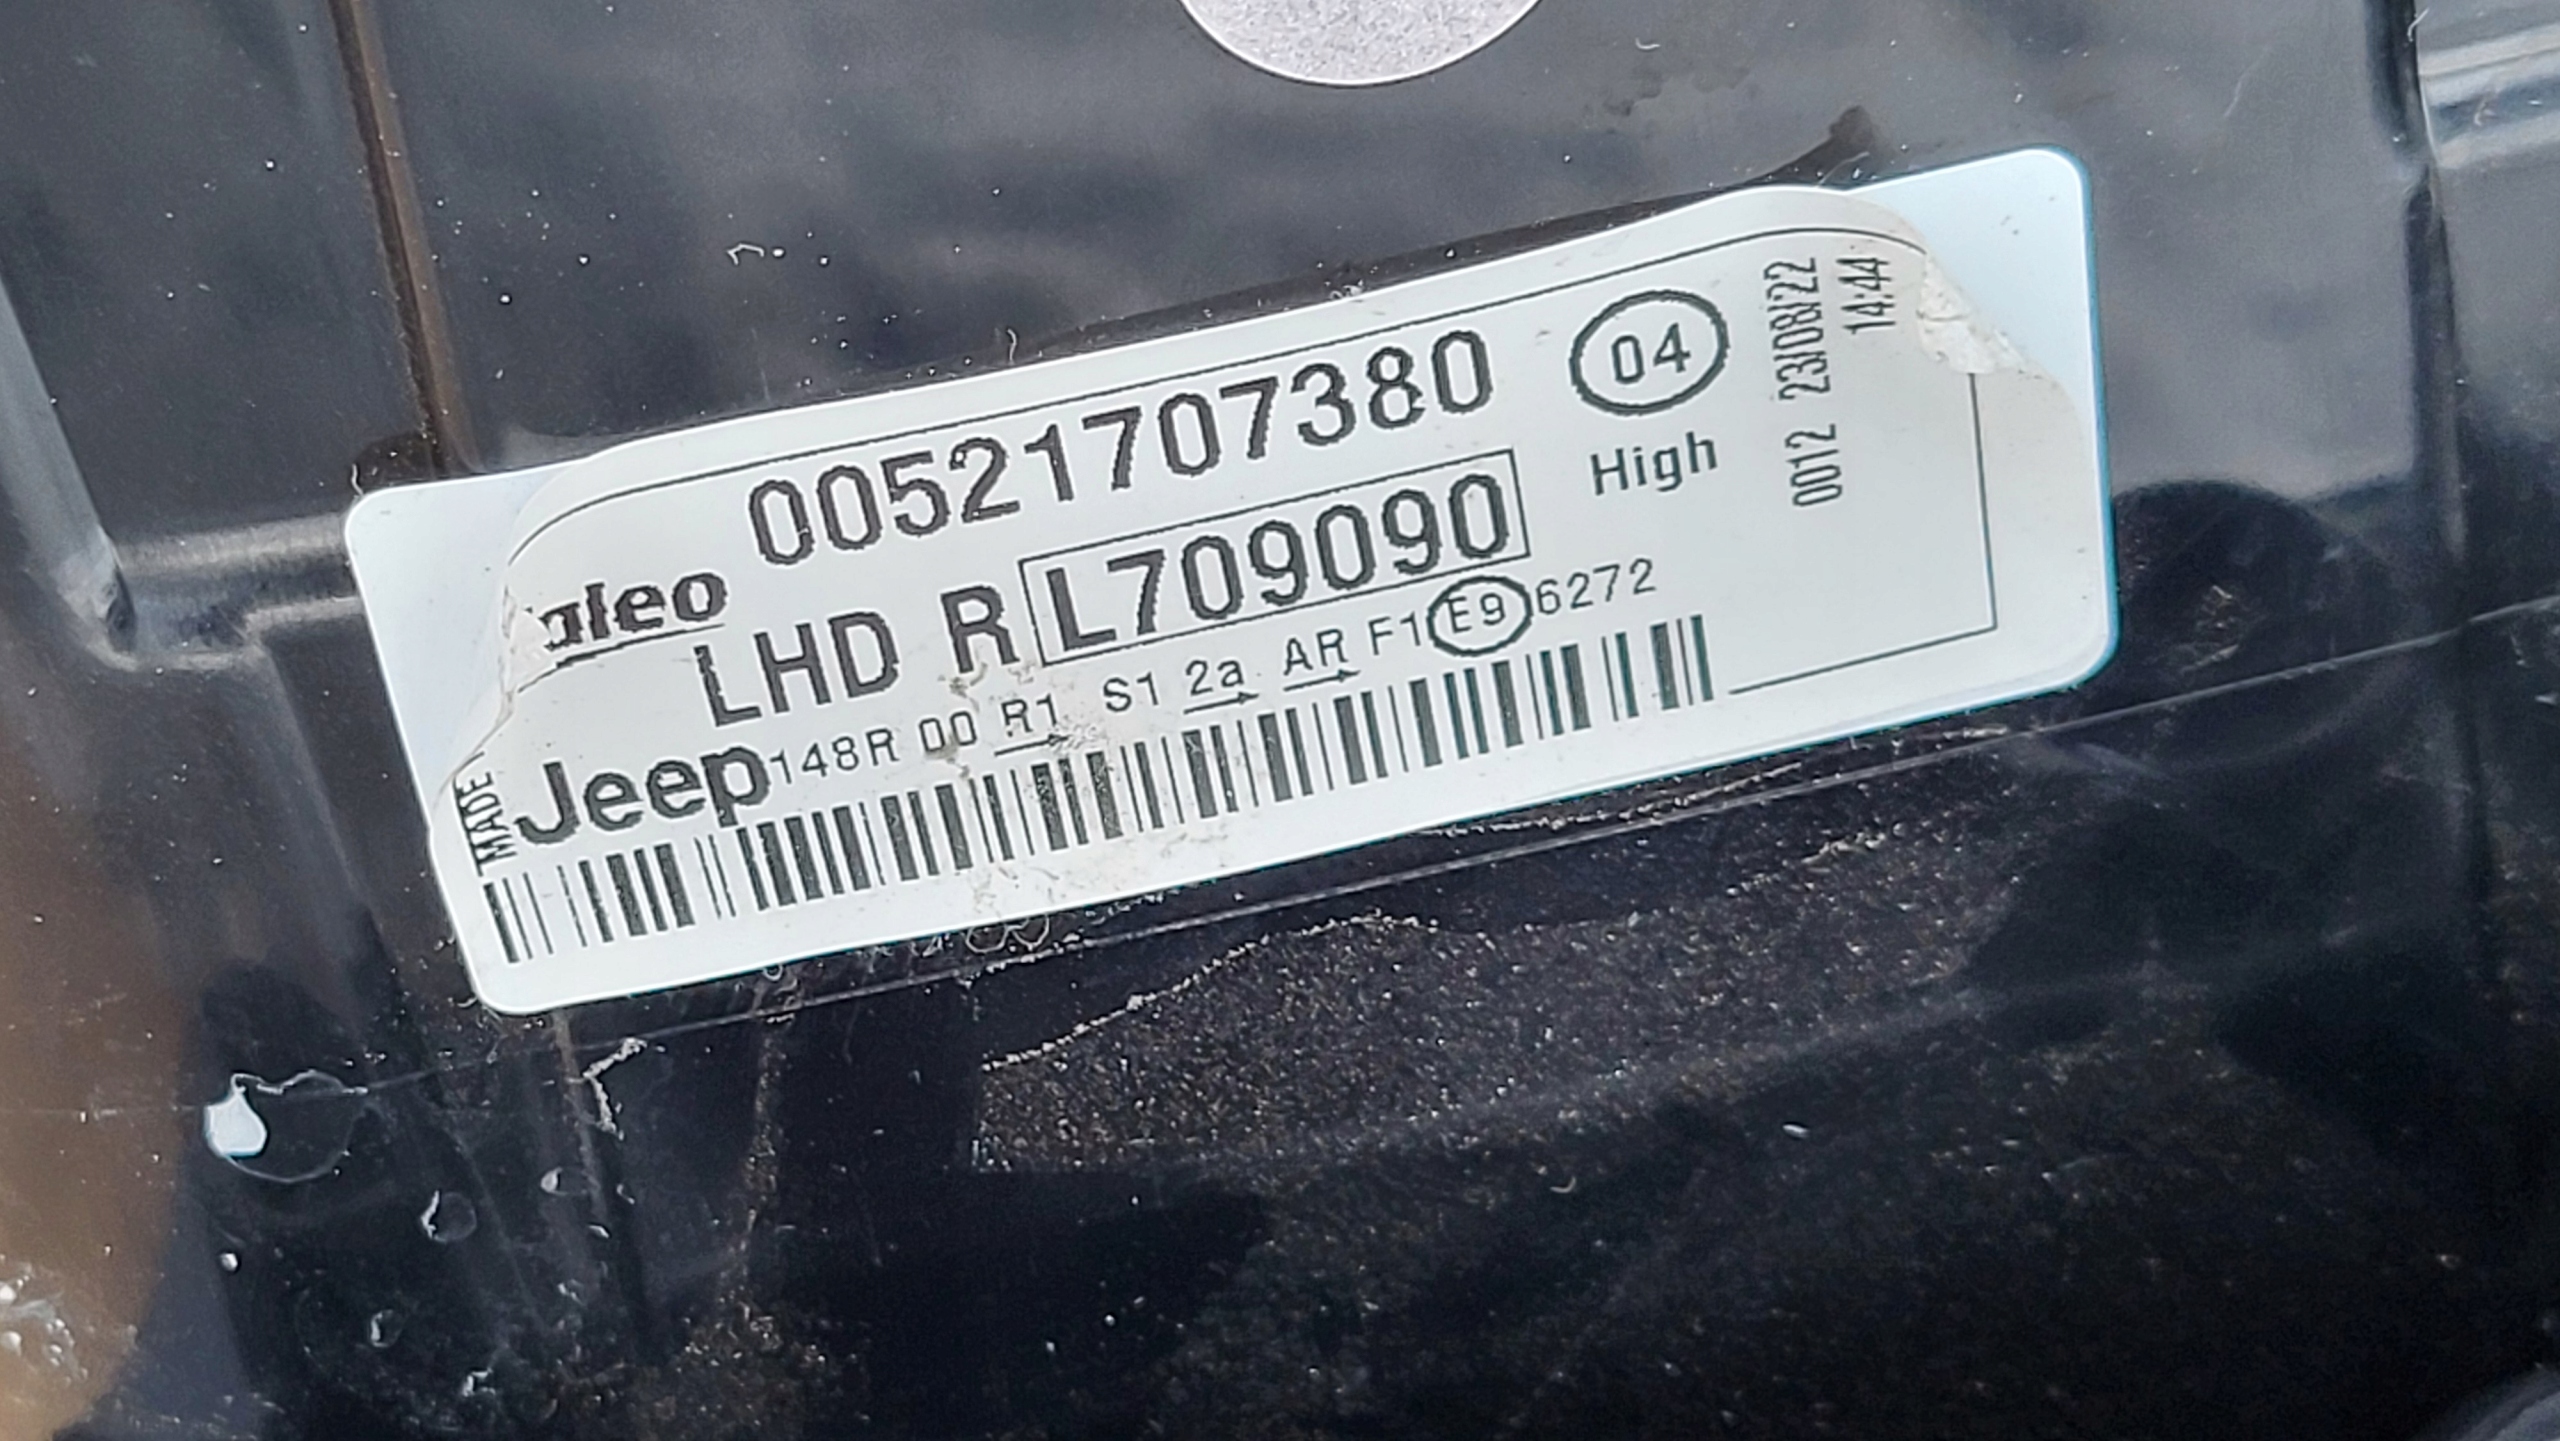 00521707380 04
aleo LHD R L709090 High
Jeep 148R 00 R1 S1 2a AR F1 E9 6272
MADE
0012 23/08/22
14:44